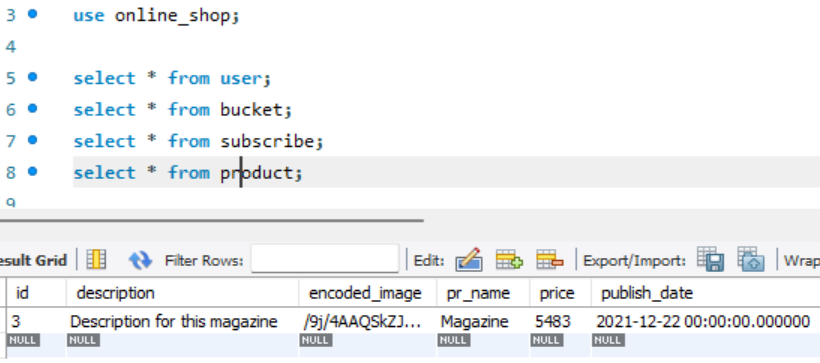 3 use online_shop;
4
5 select * from user;
6 select * from bucket;
7 select * from subscribe;
8 select * from product;
9
esult Grid Filter Rows: Edit: Export/Import: Wrap
id description encoded_image pr_name price publish_date
3 Description for this magazine /9j/4AAQSkZJ... Magazine 5483 2021-12-22 00:00:00.000000
NULL NULL NULL NULL NULL NULL